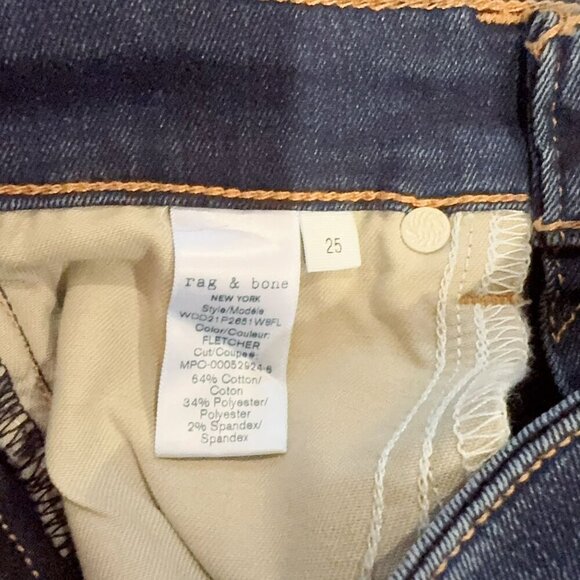 rag & bone
NEW YORK
Style/Modèle
WDD21P2651W8FL
Color/Couleur:
FLETCHER
Cut/Coupe:
MPO-00052924-6
64% Cotton/
Coton
34% Polyester/
Polyester
2% Spandex/
Spandex
25